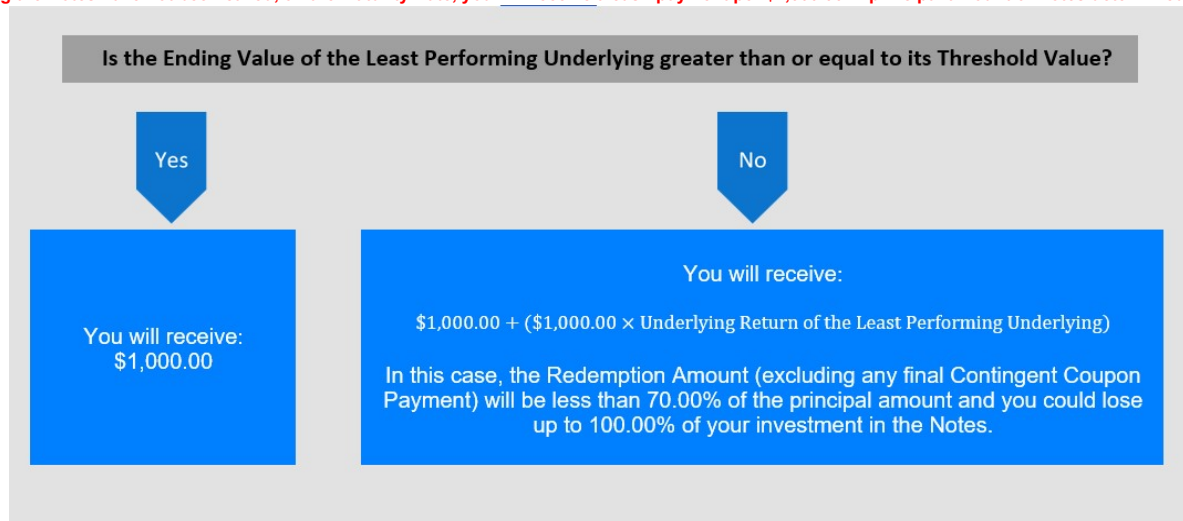 Is the Ending Value of the Least Performing Underlying greater than or equal to its Threshold Value?
Yes
No
You will receive:
$1,000.00
You will receive:
$1,000.00 + ($1,000.00 × Underlying Return of the Least Performing Underlying)
In this case, the Redemption Amount (excluding any final Contingent Coupon
Payment) will be less than 70.00% of the principal amount and you could lose
up to 100.00% of your investment in the Notes.